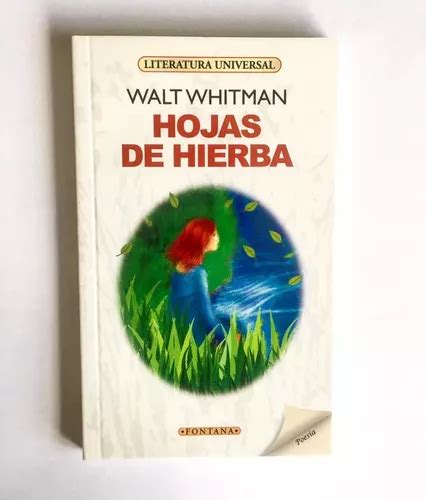 LITERATURA UNIVERSAL
WALT WHITMAN
HOJAS
DE HIERBA
•FONTANA•
Poesía